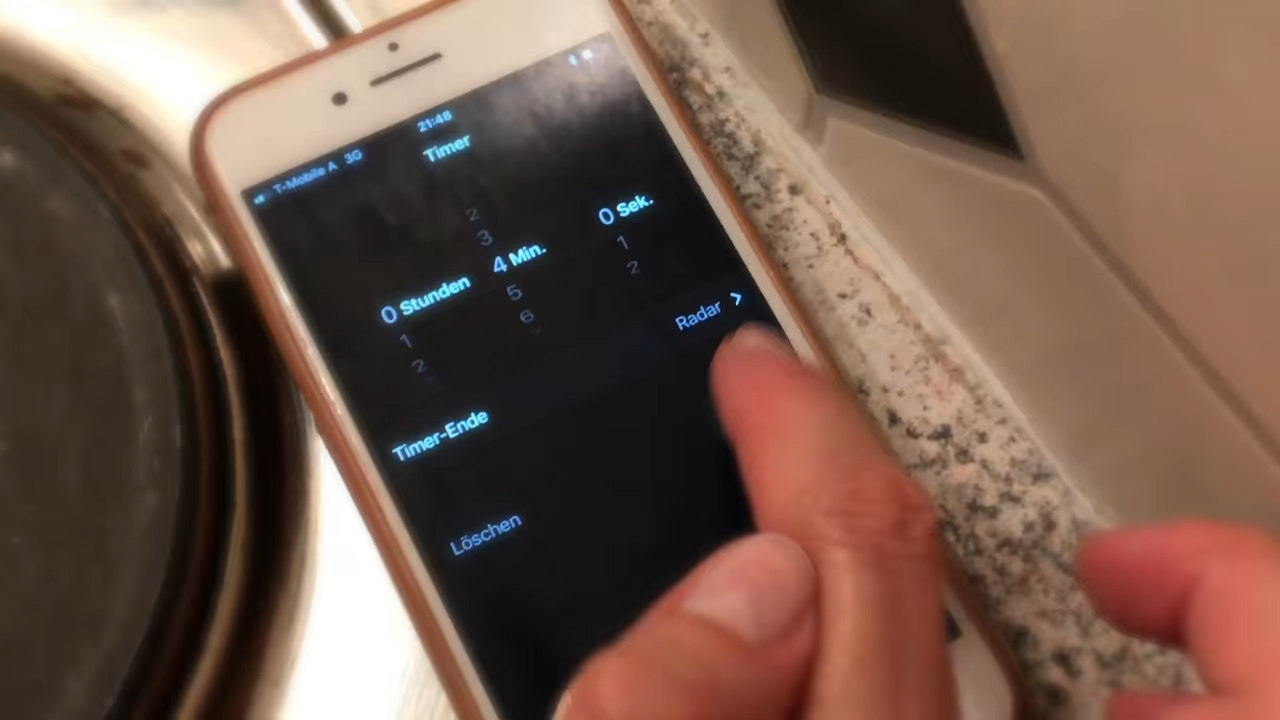 T-Mobile A 3G
21:48
Timer
2
3
0 Stunden 4 Min. 0 Sek.
1 5 1
2 6 2
Timer-Ende Radar >
Löschen